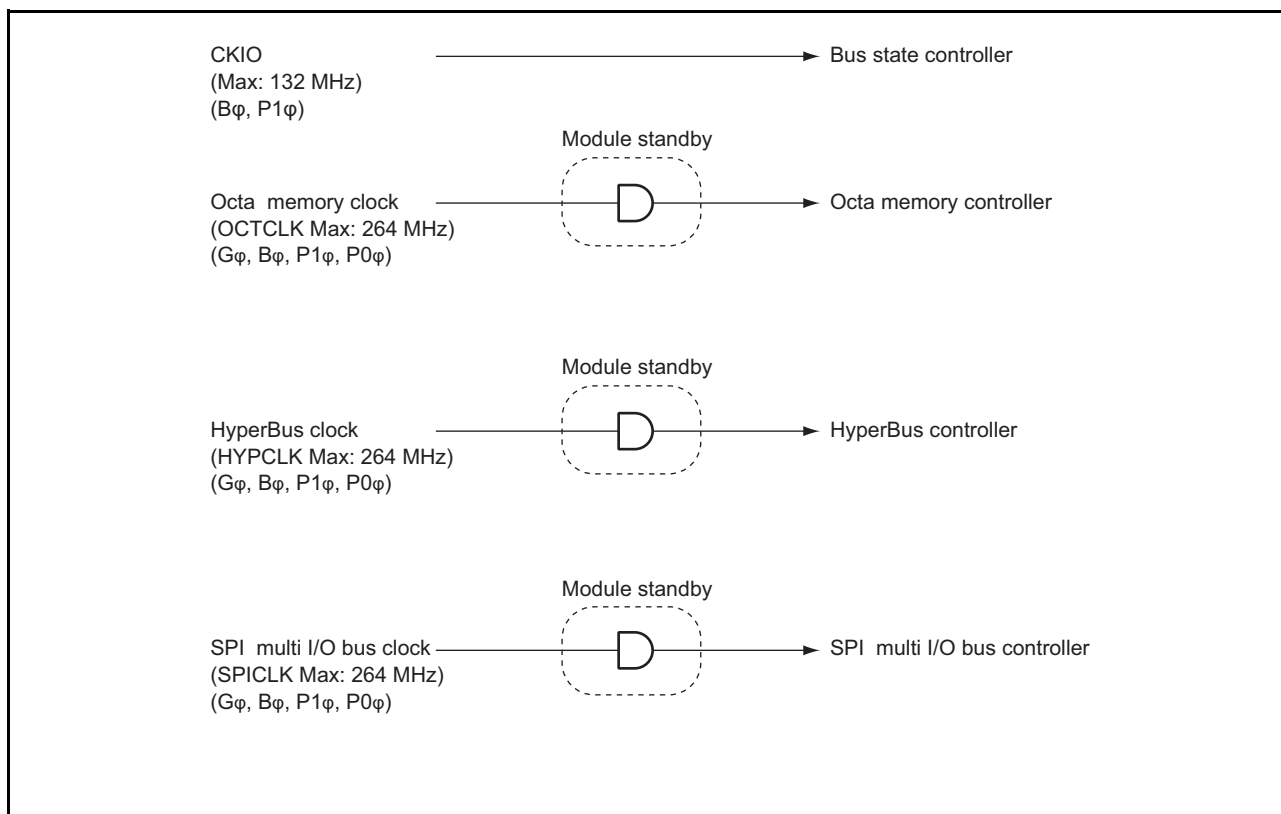 CKIO
(Max: 132 MHz)
(Bφ, P1φ)
Bus state controller
Module standby
Octa memory clock
(OCTCLK Max: 264 MHz)
(Gφ, Bφ, P1φ, P0φ)
Octa memory controller
Module standby
HyperBus clock
(HYPCLK Max: 264 MHz)
(Gφ, Bφ, P1φ, P0φ)
HyperBus controller
Module standby
SPI multi I/O bus clock
(SPICLK Max: 264 MHz)
(Gφ, Bφ, P1φ, P0φ)
SPI multi I/O bus controller